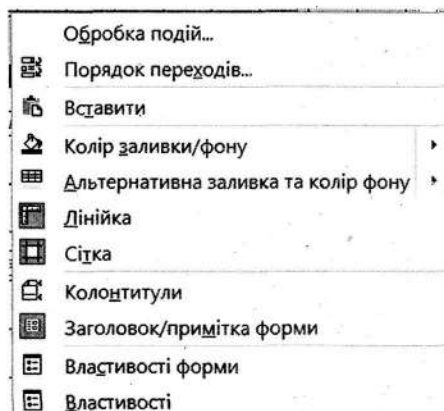 Обробка подій...
Порядок переходів...
Вставити
Колір заливки/фону
Альтернативна заливка та колір фону
Лінійка
Сітка
Колонтитули
Заголовок/примітка форми
Властивості форми
Властивості